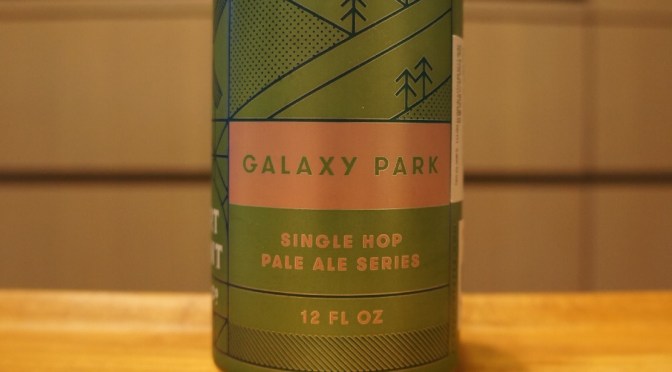 GALAXY PARK
SINGLE HOP
PALE ALE SERIES
12 FL OZ